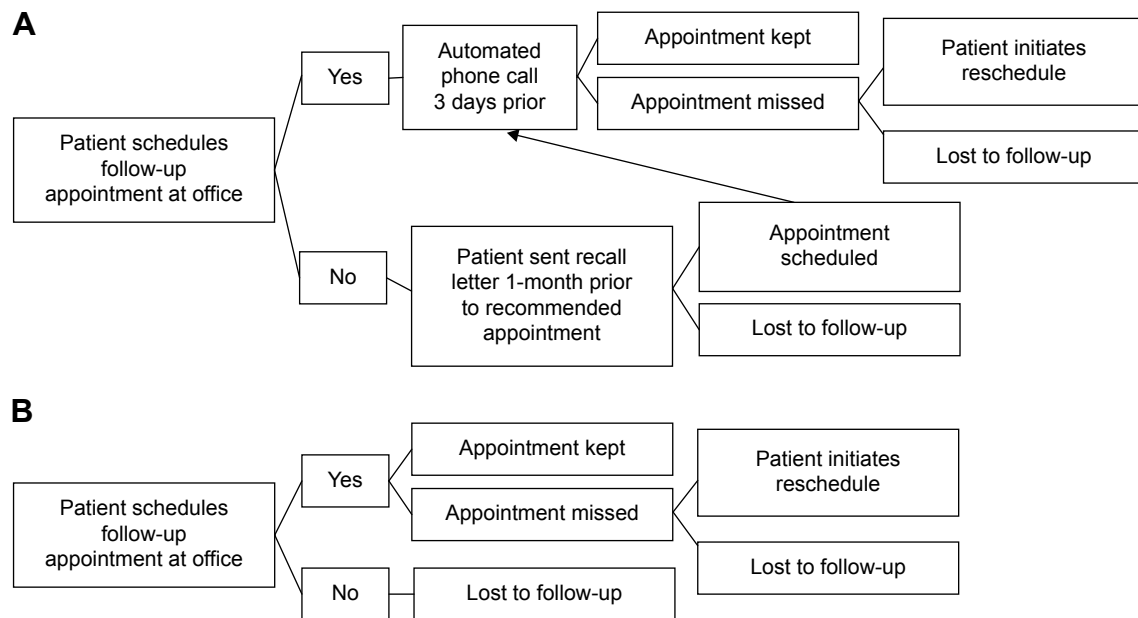 A
Patient schedules
follow-up
appointment at office
Yes
Automated
phone call
3 days prior
Appointment kept
Appointment missed
Patient initiates
reschedule
Lost to follow-up
No
Patient sent recall
letter 1-month prior
to recommended
appointment
Appointment
scheduled
Lost to follow-up
B
Patient schedules
follow-up
appointment at office
Yes
Appointment kept
Appointment missed
Patient initiates
reschedule
Lost to follow-up
No
Lost to follow-up